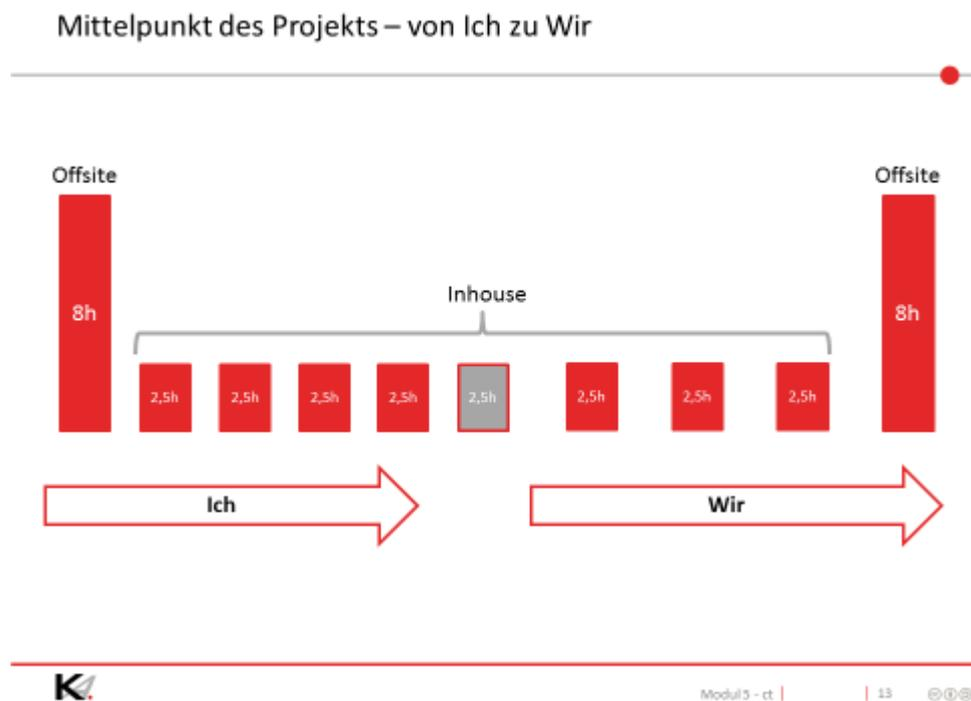 Mittelpunkt des Projekts – von Ich zu Wir
Offsite
Offsite
8h
Inhouse
8h
2,5h
2,5h
2,5h
2,5h
2,5h
2,5h
2,5h
2,5h
Ich
Wir
K
Modul 5 - ct | | 13